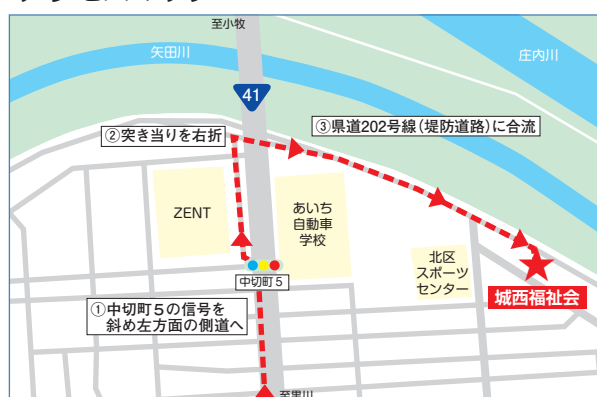 至小牧
矢田川
庄内川
41
②突き当りを右折
③県道202号線(堤防道路)に合流
ZENT
あいち
自動車
学校
北区
スポーツ
センター
中切町5
城西福祉会
①中切町5の信号を
斜め左方面の側道へ
至黒川